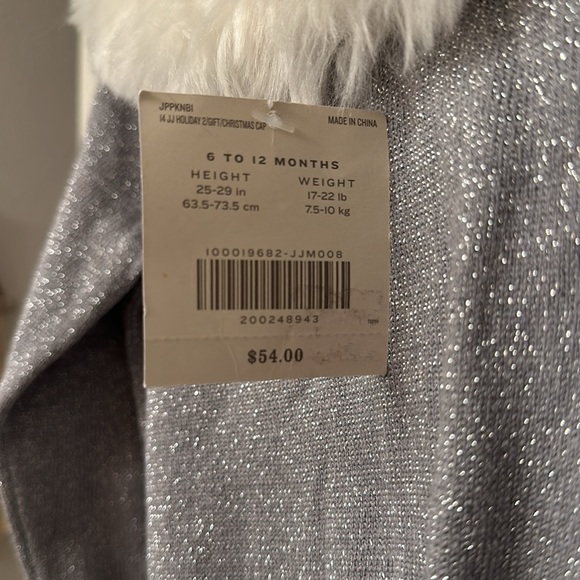 JPPKNBI
14 JJ HOLIDAY 2/GIFT/CHRISTMAS CAP
MADE IN CHINA
6 TO 12 MONTHS
HEIGHT WEIGHT
25-29 in 17-22 lb
63.5-73.5 cm 7.5-10 kg
100019682-JJM008
200248943
$54.00